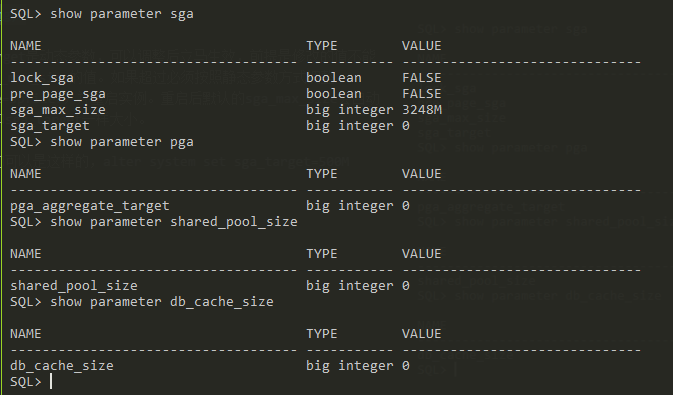 SQL> show parameter sga
NAME                                 TYPE        VALUE
------------------------------------ ----------- ------------------------------
lock_sga                             boolean     FALSE
pre_page_sga                         boolean     FALSE
sga_max_size                         big integer 3248M
sga_target                           big integer 0
SQL> show parameter pga
NAME                                 TYPE        VALUE
------------------------------------ ----------- ------------------------------
pga_aggregate_target                 big integer 0
SQL> show parameter shared_pool_size
NAME                                 TYPE        VALUE
------------------------------------ ----------- ------------------------------
shared_pool_size                     big integer 0
SQL> show parameter db_cache_size
NAME                                 TYPE        VALUE
------------------------------------ ----------- ------------------------------
db_cache_size                        big integer 0
SQL>